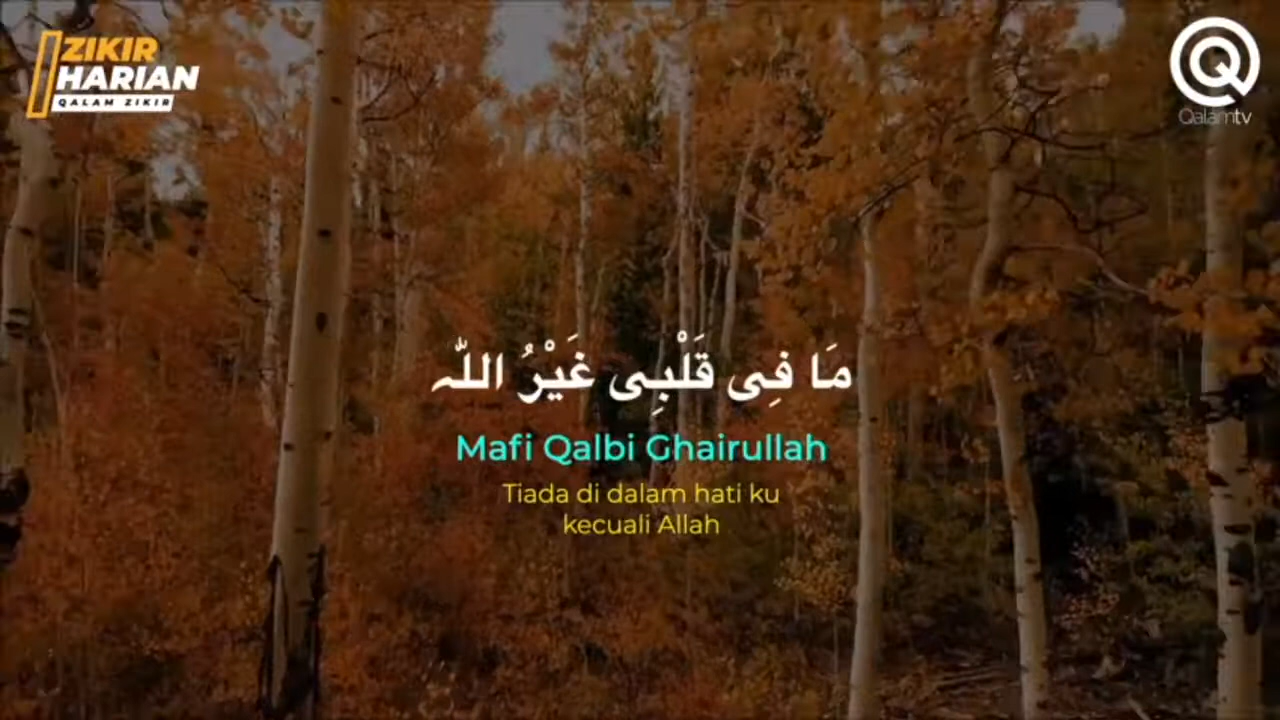 ZIKIR
HARIAN
QALAM ZIKIR
Qalamtv
مَا فِى قَلْبِى غَيْرُ اللّٰه
Mafi Qalbi Ghairullah
Tiada di dalam hati ku
kecuali Allah